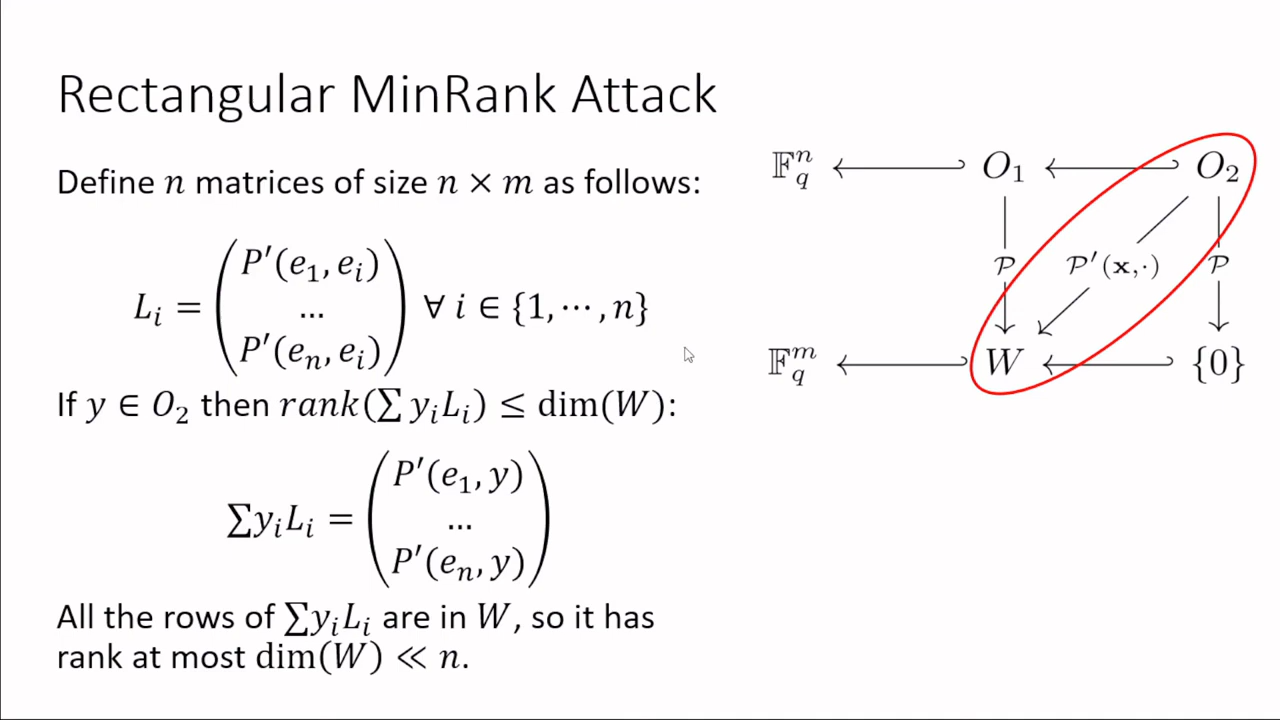 Rectangular MinRank Attack
Define n matrices of size n × m as follows:
L_i = ( P′(e_1, e_i)
...
P′(e_n, e_i) ) ∀ i ∈ {1, ⋯ , n}
If y ∈ O_2 then rank(∑ y_i L_i) ≤ dim(W):
∑y_i L_i = ( P′(e_1, y)
...
P′(e_n, y) )
All the rows of ∑y_i L_i are in W, so it has
rank at most dim(W) ≪ n.
𝔽_q^n O_1 O_2
𝒫 𝒫′(𝐱,·) 𝒫
𝔽_q^m W {0}